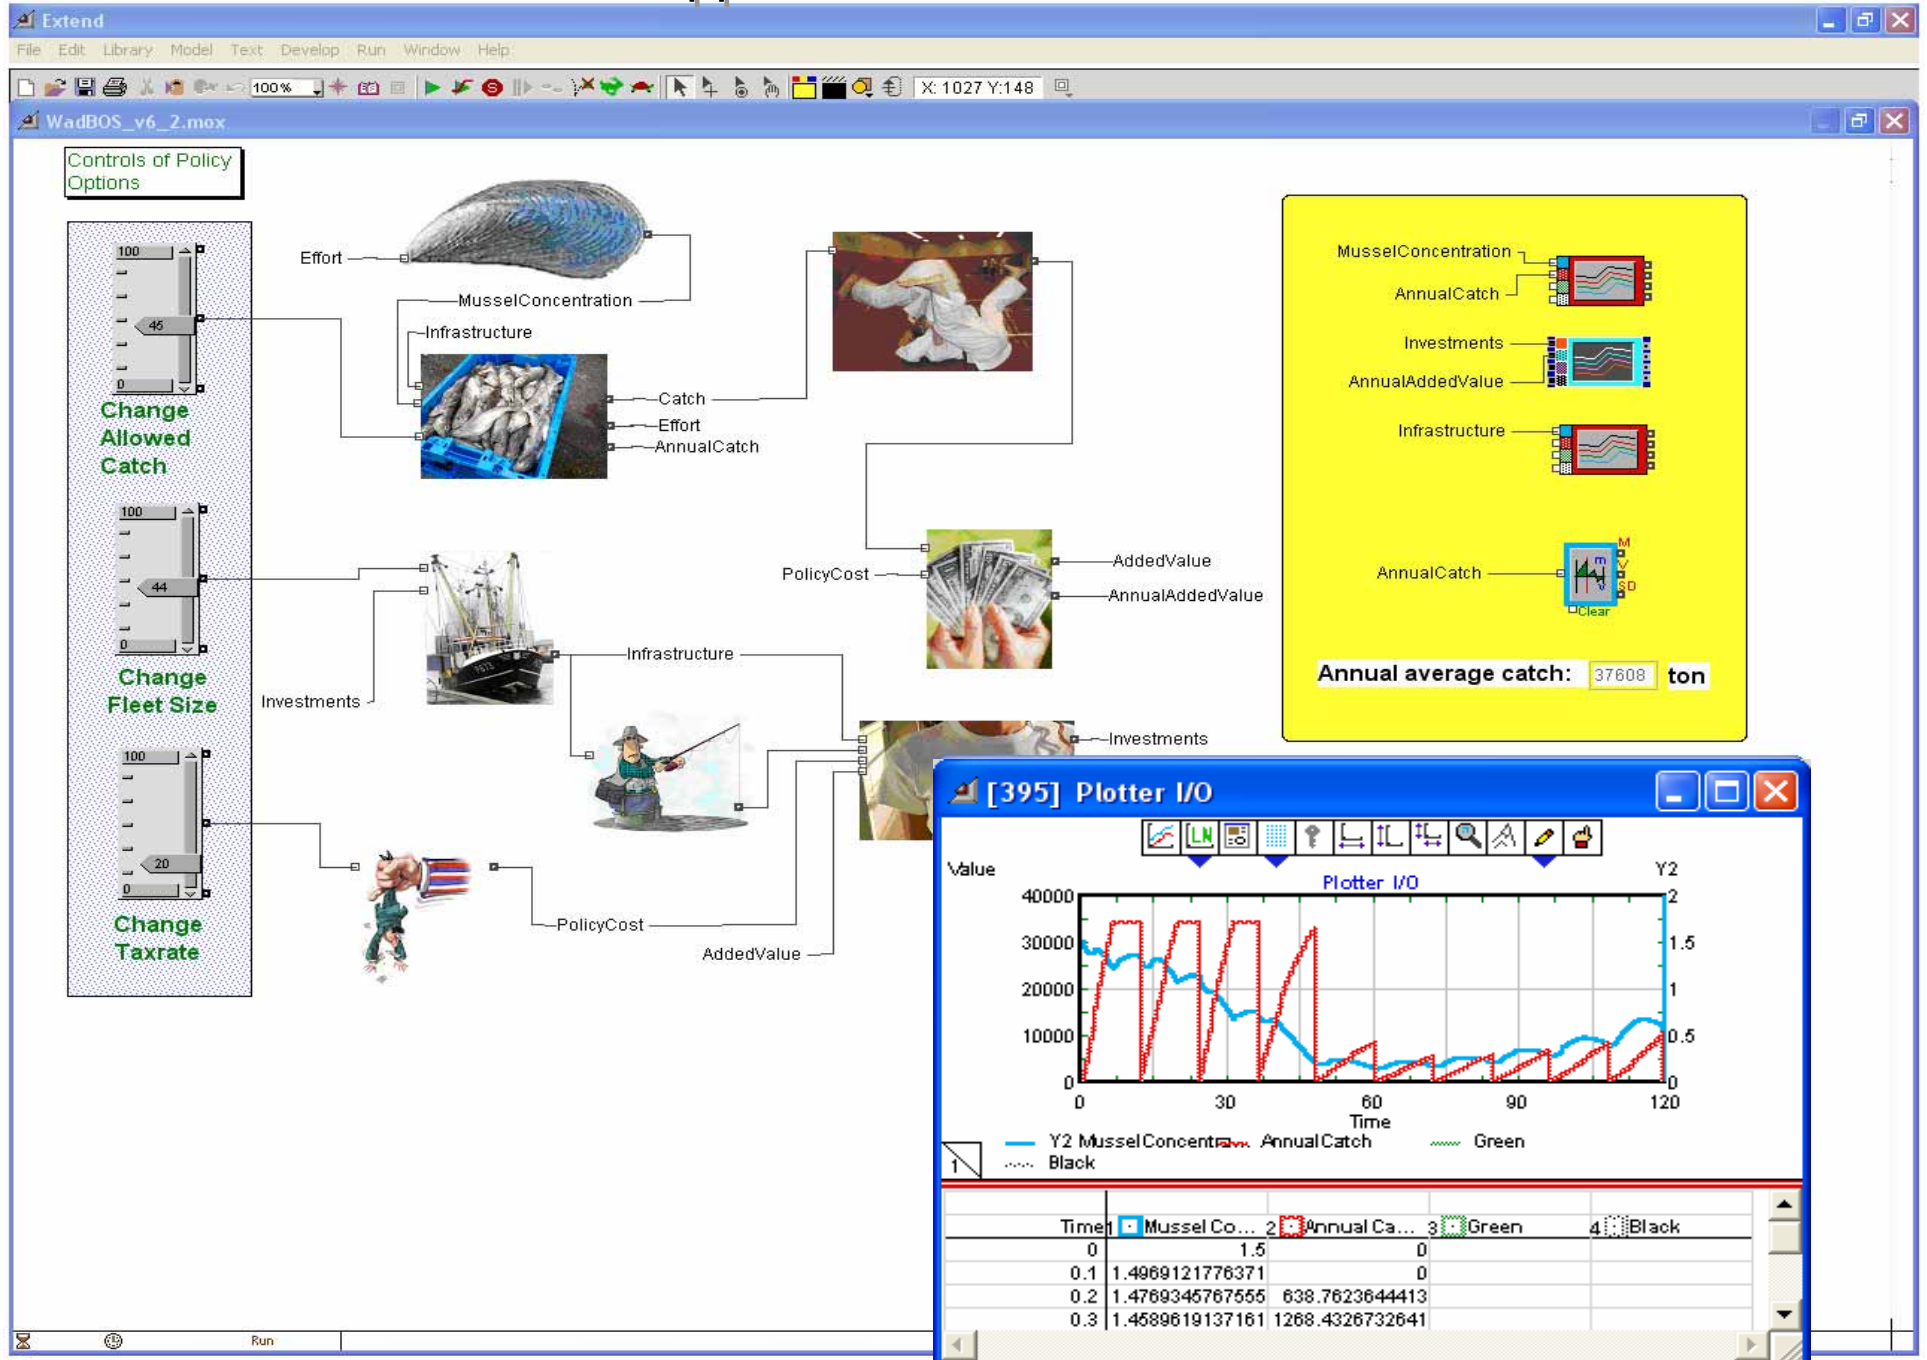 Extend
File Edit Library Model Text Develop Run Window Help
100% X: 1027 Y:148
WadBOS_v6_2.mox
Controls of Policy
Options
100
45
0
Change
Allowed
Catch
100
44
0
Change
Fleet Size
100
20
0
Change
Taxrate
Effort
MusselConcentration
Infrastructure
Catch
Effort
AnnualCatch
PolicyCost
AddedValue
AnnualAddedValue
Infrastructure
Investments
Investments
PolicyCost
AddedValue
MusselConcentration
AnnualCatch
Investments
AnnualAddedValue
Infrastructure
AnnualCatch
M
V
SD
Clear
Annual average catch: 37608 ton
[395] Plotter I/O
Value Y2
Plotter I/O
40000 2
30000 1.5
20000 1
10000 0.5
0 0
0 30 60 90 120
Time
Y2 MusselConcentra AnnualCatch Green
Black
1
Time 1 Mussel Co... 2 Annual Ca... 3 Green 4 Black
0 1.5 0
0.1 1.4969121776371 0
0.2 1.4769345767555 638.7623644413
0.3 1.4589619137161 1268.4326732641
Run